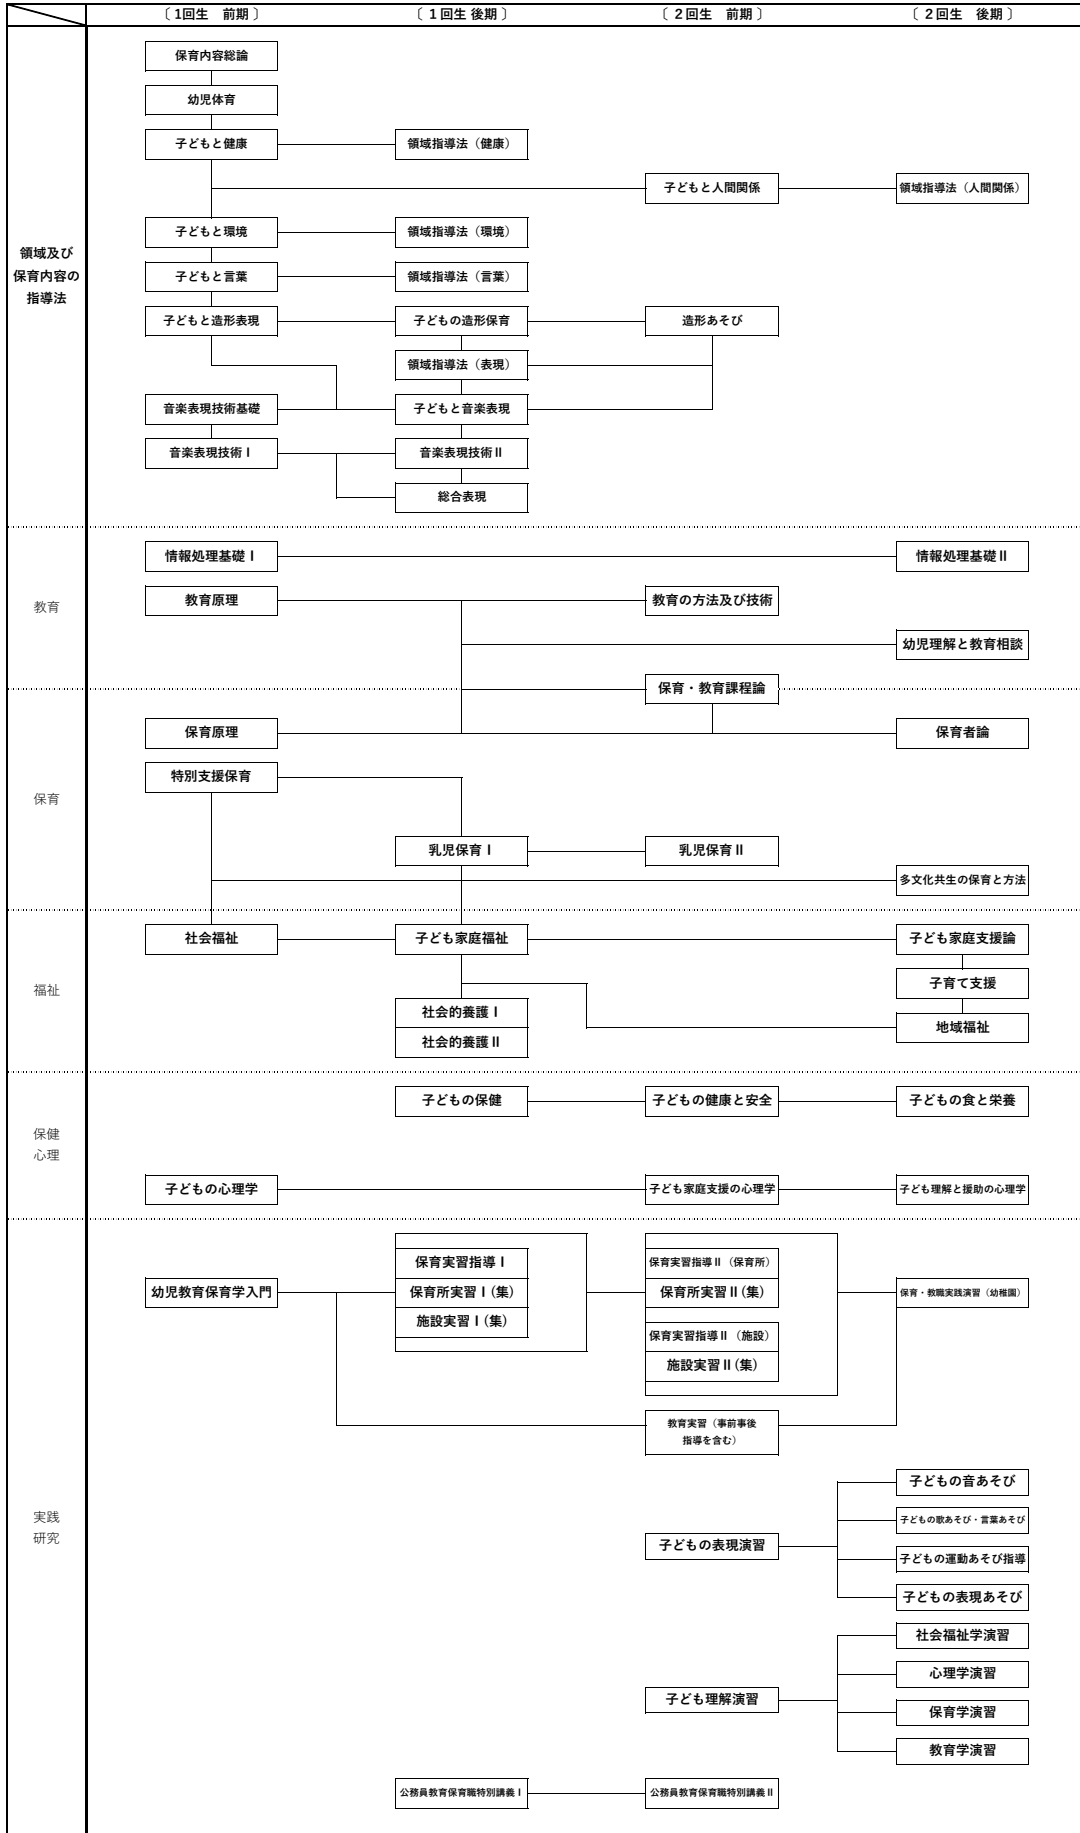 〔 1回生　前期 〕
〔 1 回生 後期 〕
〔 2 回生　前期 〕
〔 2 回生　後期 〕
領域及び
保育内容の
指導法
保育内容総論
幼児体育
子どもと健康
領域指導法（健康）
子どもと人間関係
領域指導法（人間関係）
子どもと環境
領域指導法（環境）
子どもと言葉
領域指導法（言葉）
子どもと造形表現
子どもの造形保育
造形あそび
領域指導法（表現）
音楽表現技術基礎
子どもと音楽表現
音楽表現技術Ⅰ
音楽表現技術Ⅱ
総合表現
教育
情報処理基礎Ⅰ
情報処理基礎Ⅱ
教育原理
教育の方法及び技術
幼児理解と教育相談
保育・教育課程論
保育
保育原理
保育者論
特別支援保育
乳児保育Ⅰ
乳児保育Ⅱ
多文化共生の保育と方法
福祉
社会福祉
子ども家庭福祉
子ども家庭支援論
子育て支援
社会的養護Ⅰ
地域福祉
社会的養護Ⅱ
保健
心理
子どもの保健
子どもの健康と安全
子どもの食と栄養
子どもの心理学
子ども家庭支援の心理学
子ども理解と援助の心理学
実践
研究
幼児教育保育学入門
保育実習指導Ⅰ
保育所実習Ⅰ(集)
施設実習Ⅰ(集)
保育実習指導Ⅱ（保育所）
保育所実習Ⅱ(集)
保育実習指導Ⅱ（施設）
施設実習Ⅱ(集)
保育・教職実践演習（幼稚園）
教育実習（事前事後
指導を含む）
子どもの表現演習
子どもの音あそび
子どもの歌あそび・言葉あそび
子どもの運動あそび指導
子どもの表現あそび
子ども理解演習
社会福祉学演習
心理学演習
保育学演習
教育学演習
公務員教育保育職特別講義Ⅰ
公務員教育保育職特別講義Ⅱ